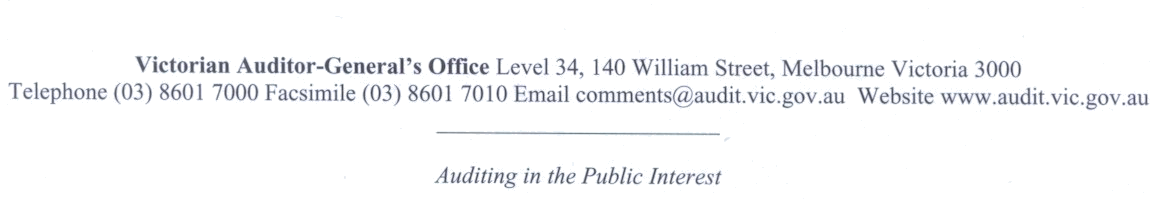 Victorian Auditor-General's Office Level 34, 140 William Street, Melbourne Victoria 3000
Telephone (03) 8601 7000 Facsimile (03) 8601 7010 Email comments@audit.vic.gov.au Website www.audit.vic.gov.au
Auditing in the Public Interest